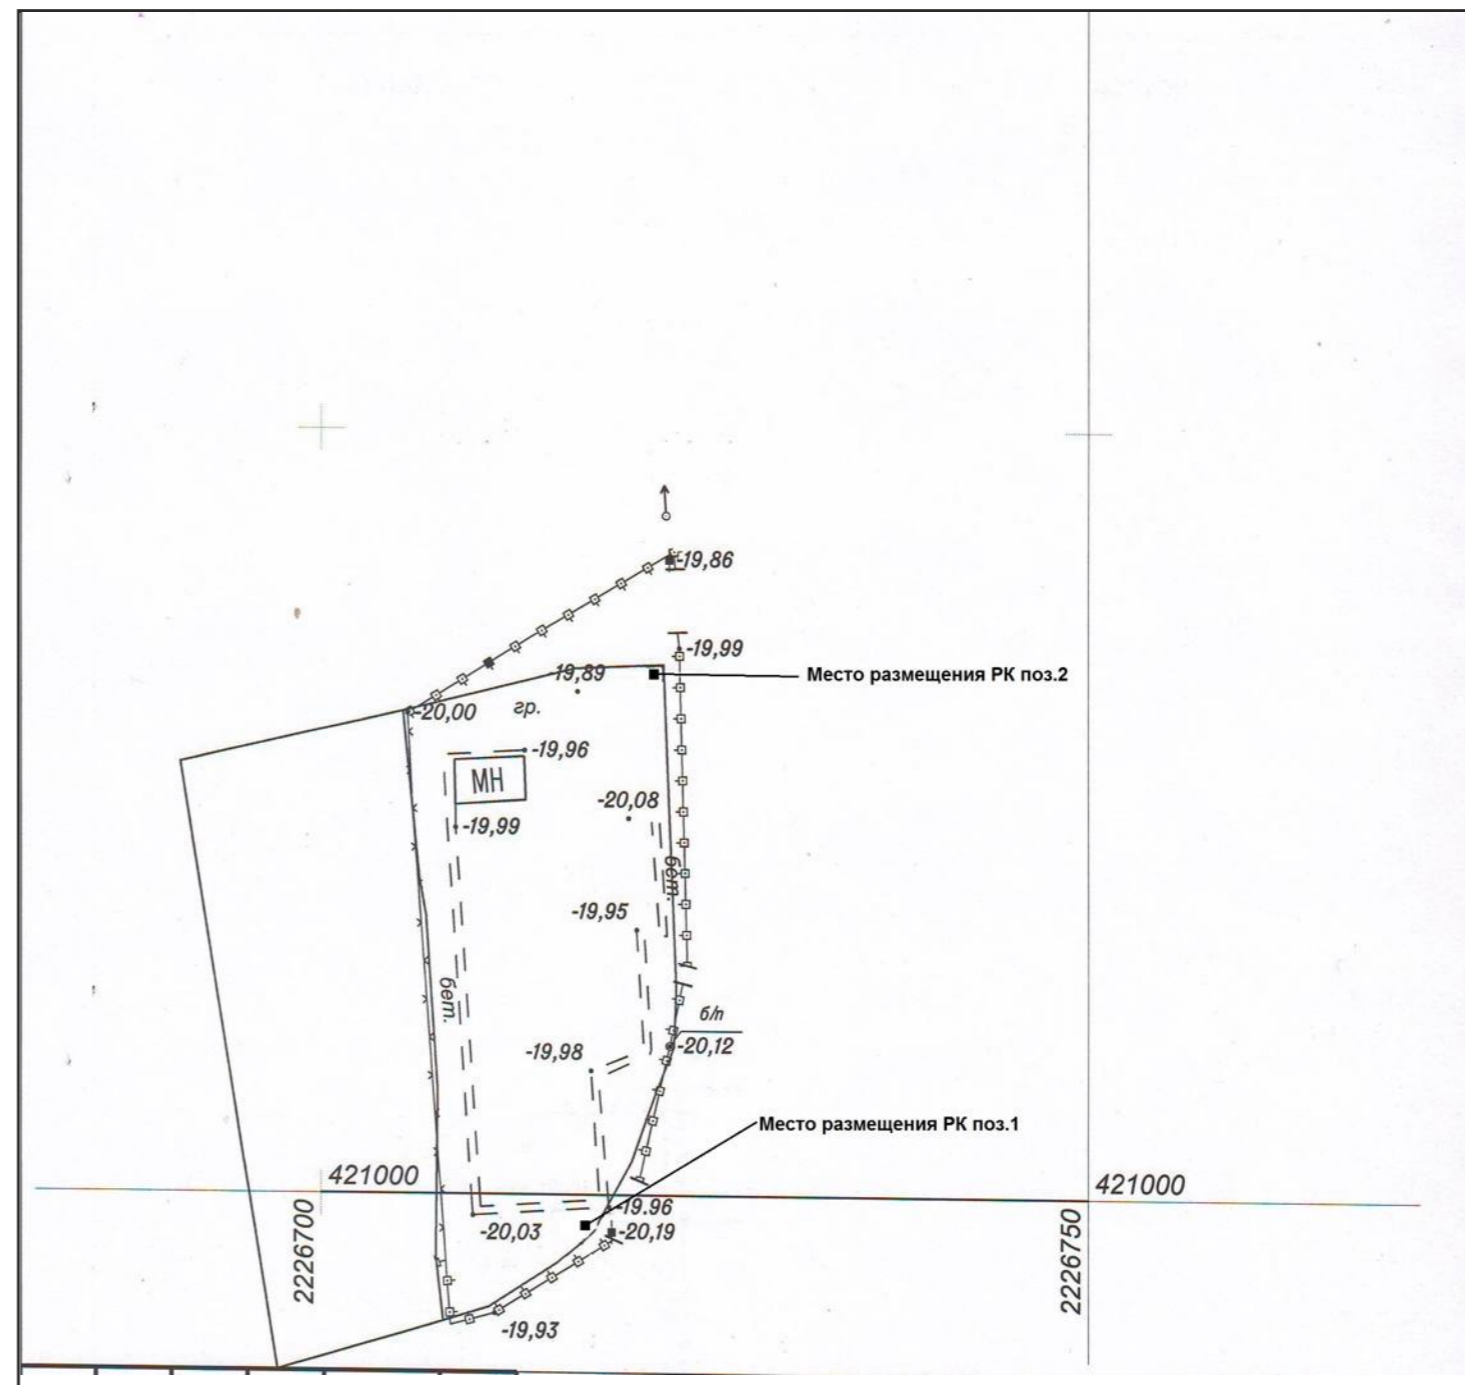 -19,86
-19,99
Место размещения РК поз.2
19,89
-20,00
гр.
-19,96
МН
-20,08
-19,99
бет.
-19,95
бет.
б/п
-19,98
-20,12
Место размещения РК поз.1
421000
421000
-19.96
-20,03
-20,19
2226700
2226750
-19,93